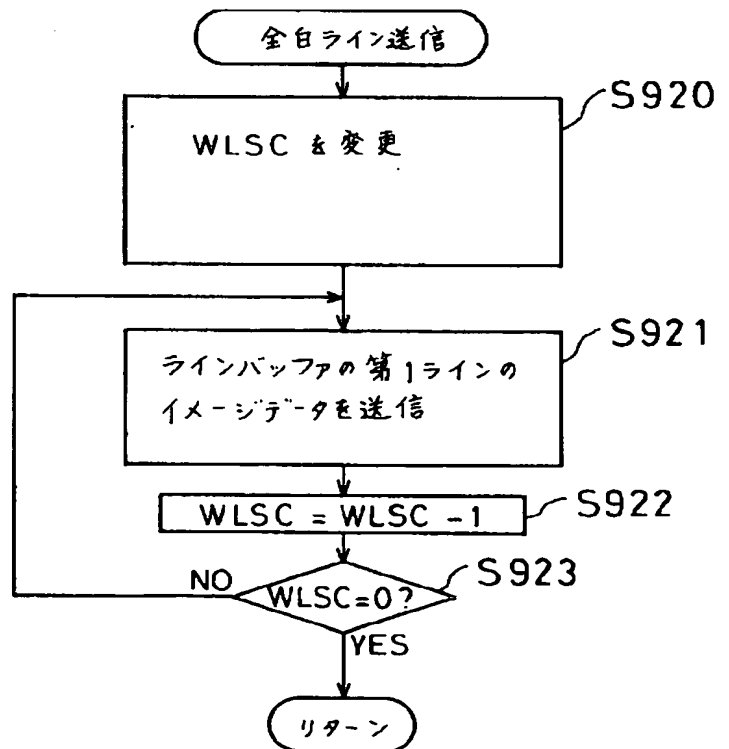 全白ライン送信
S920
WLSC を変更
S921
ラインバッファの第1ラインの
イメージデータを送信
WLSC = WLSC -1
S922
S923
NO
WLSC=0?
YES
リターン